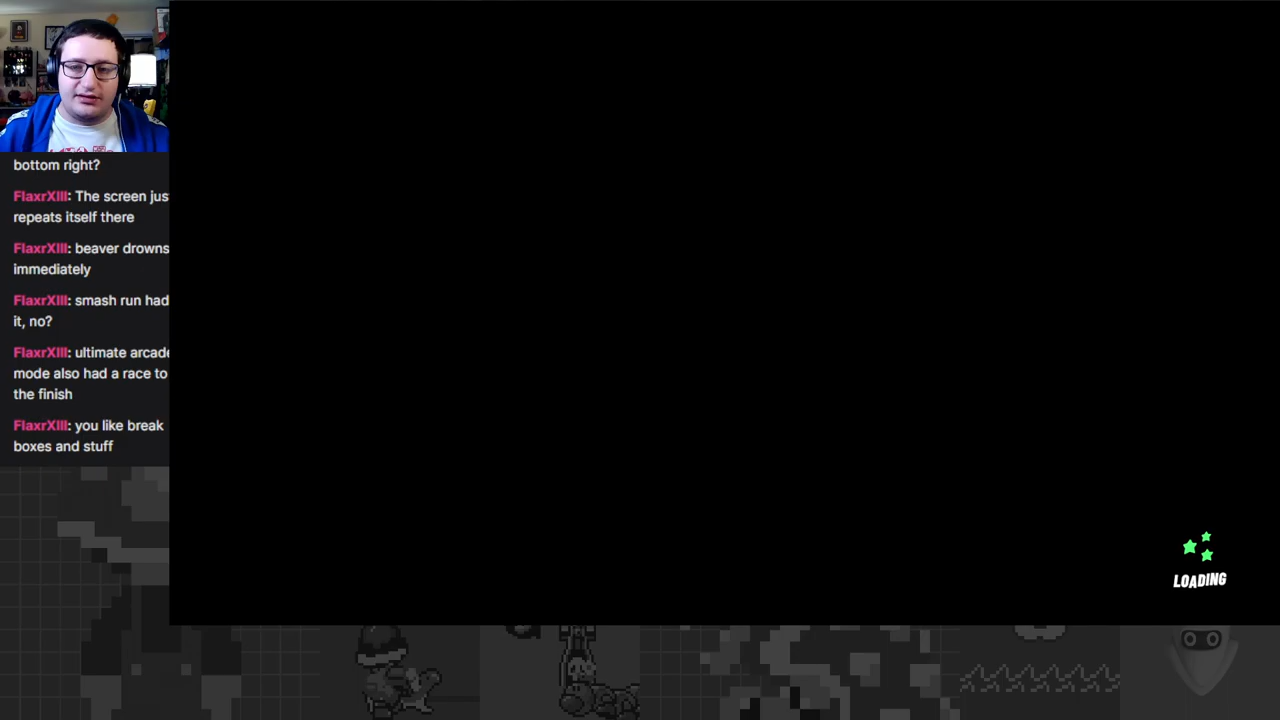 bottom right?
FlaxrXIII: The screen jus
repeats itself there
FlaxrXIII: beaver drowns
immediately
FlaxrXIII: smash run had
it, no?
FlaxrXIII: ultimate arcade
mode also had a race to
the finish
FlaxrXIII: you like break
boxes and stuff
LOADING